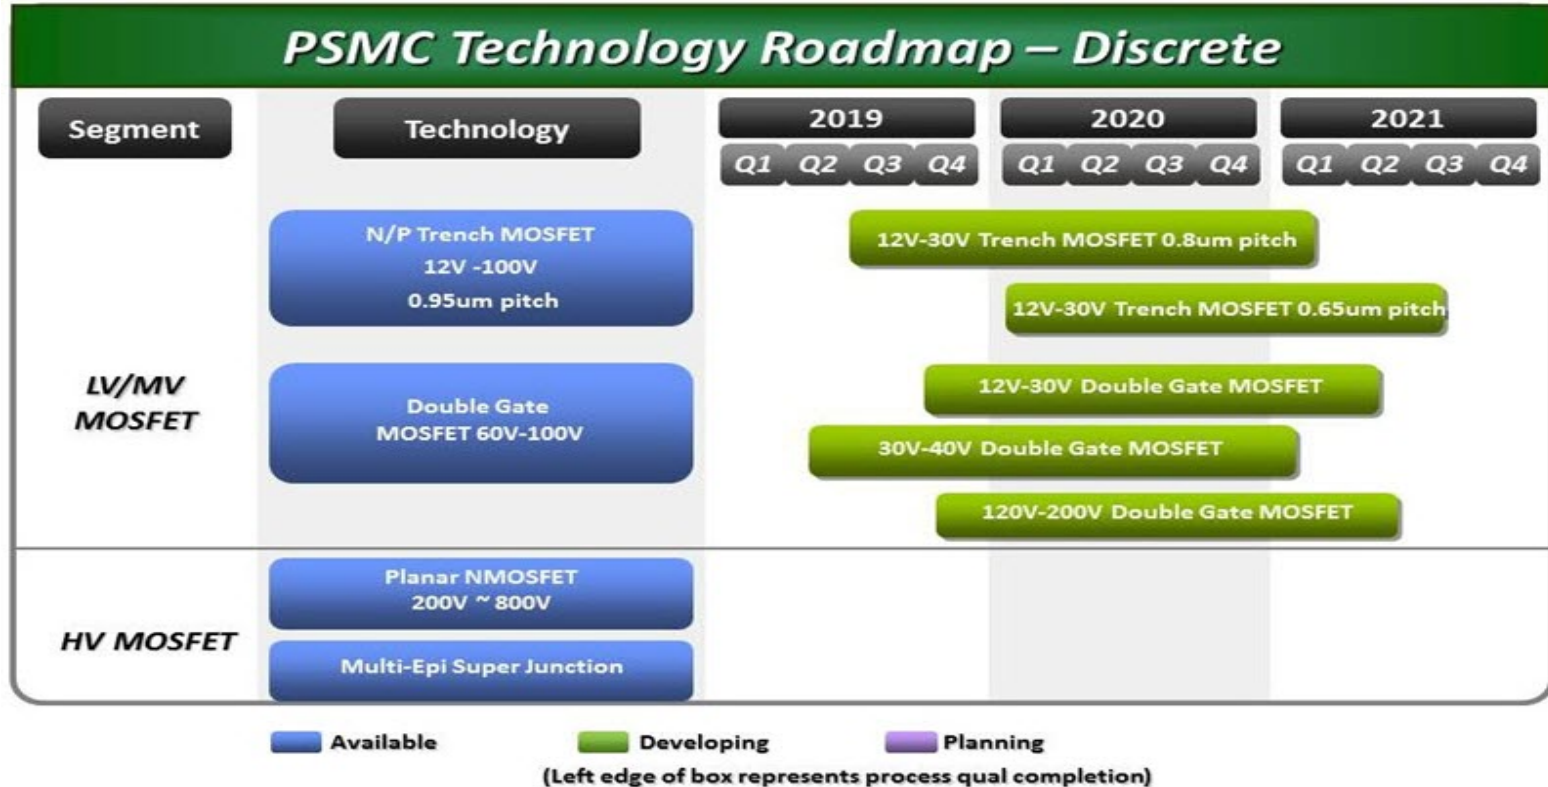 PSMC Technology Roadmap – Discrete
Segment
Technology
2019
2020
2021
Q1 Q2 Q3 Q4
Q1 Q2 Q3 Q4
Q1 Q2 Q3 Q4
LV/MV
MOSFET
N/P Trench MOSFET
12V -100V
0.95um pitch
12V-30V Trench MOSFET 0.8um pitch
12V-30V Trench MOSFET 0.65um pitch
Double Gate
MOSFET 60V-100V
12V-30V Double Gate MOSFET
30V-40V Double Gate MOSFET
120V-200V Double Gate MOSFET
HV MOSFET
Planar NMOSFET
200V ~ 800V
Multi-Epi Super Junction
Available
Developing
Planning
(Left edge of box represents process qual completion)